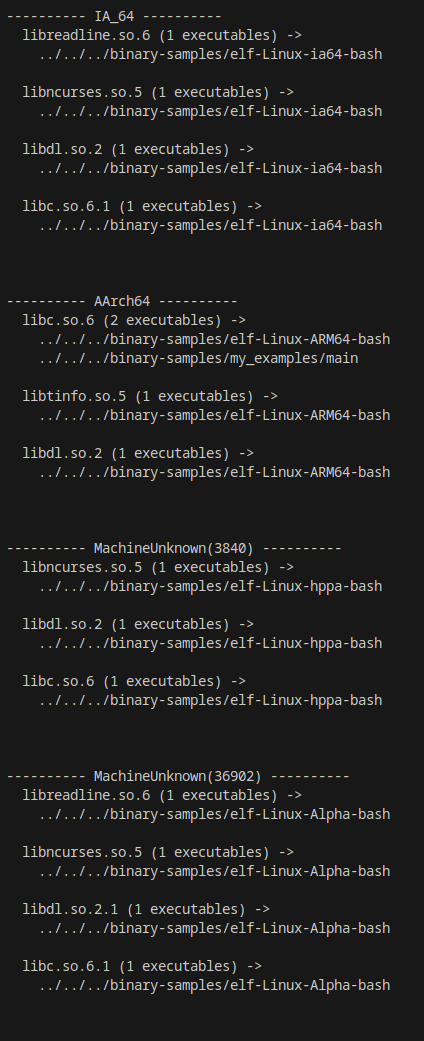 ---------- IA_64 ----------
libreadline.so.6 (1 executables) ->
../../../binary-samples/elf-Linux-ia64-bash
libncurses.so.5 (1 executables) ->
../../../binary-samples/elf-Linux-ia64-bash
libdl.so.2 (1 executables) ->
../../../binary-samples/elf-Linux-ia64-bash
libc.so.6.1 (1 executables) ->
../../../binary-samples/elf-Linux-ia64-bash
---------- AArch64 ----------
libc.so.6 (2 executables) ->
../../../binary-samples/elf-Linux-ARM64-bash
../../../binary-samples/my_examples/main
libtinfo.so.5 (1 executables) ->
../../../binary-samples/elf-Linux-ARM64-bash
libdl.so.2 (1 executables) ->
../../../binary-samples/elf-Linux-ARM64-bash
---------- MachineUnknown(3840) ----------
libncurses.so.5 (1 executables) ->
../../../binary-samples/elf-Linux-hppa-bash
libdl.so.2 (1 executables) ->
../../../binary-samples/elf-Linux-hppa-bash
libc.so.6 (1 executables) ->
../../../binary-samples/elf-Linux-hppa-bash
---------- MachineUnknown(36902) ----------
libreadline.so.6 (1 executables) ->
../../../binary-samples/elf-Linux-Alpha-bash
libncurses.so.5 (1 executables) ->
../../../binary-samples/elf-Linux-Alpha-bash
libdl.so.2.1 (1 executables) ->
../../../binary-samples/elf-Linux-Alpha-bash
libc.so.6.1 (1 executables) ->
../../../binary-samples/elf-Linux-Alpha-bash